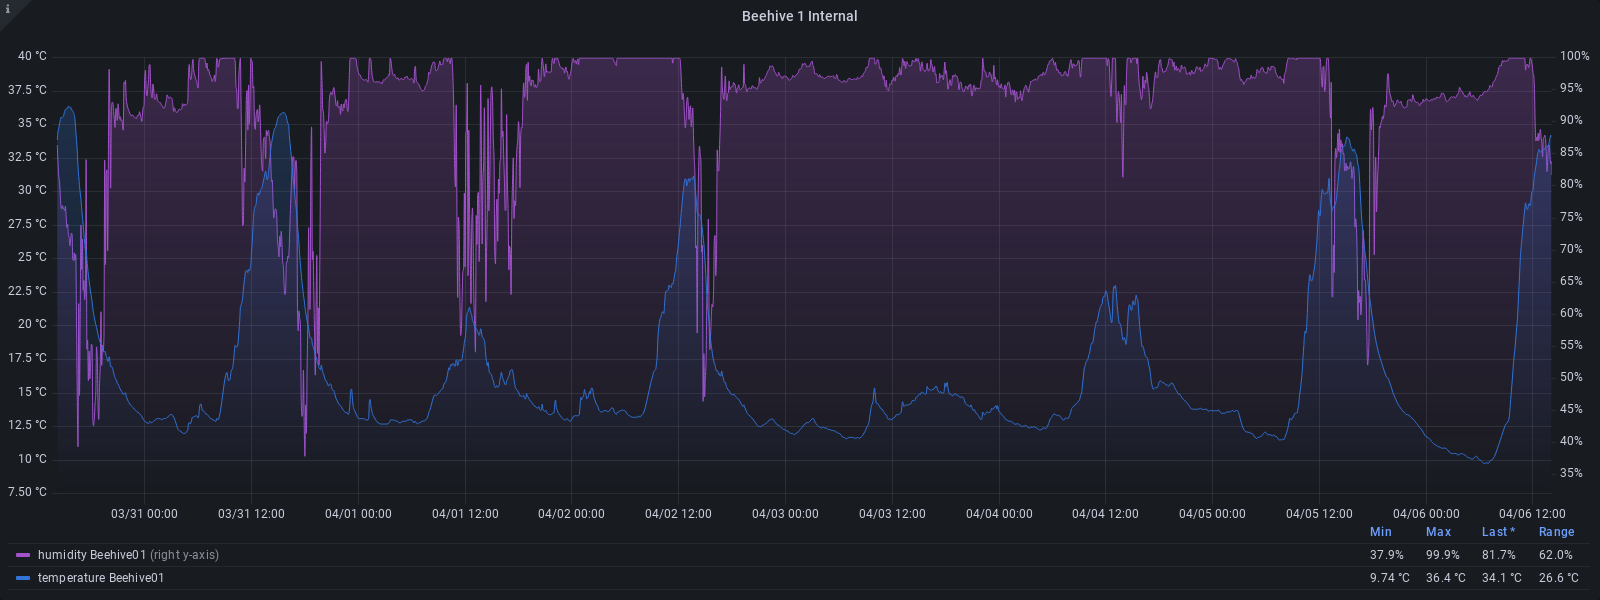 i
Beehive 1 Internal
40 °C 100%
37.5 °C 95%
35 °C 90%
32.5 °C 85%
30 °C 80%
27.5 °C 75%
25 °C 70%
22.5 °C 65%
20 °C 60%
17.5 °C 55%
15 °C 50%
12.5 °C 45%
10 °C 40%
7.50 °C 35%
03/31 00:00 03/31 12:00 04/01 00:00 04/01 12:00 04/02 00:00 04/02 12:00 04/03 00:00 04/03 12:00 04/04 00:00 04/04 12:00 04/05 00:00 04/05 12:00 04/06 00:00 04/06 12:00
Min Max Last * Range
humidity Beehive01 (right y-axis) 37.9% 99.9% 81.7% 62.0%
temperature Beehive01 9.74 °C 36.4 °C 34.1 °C 26.6 °C